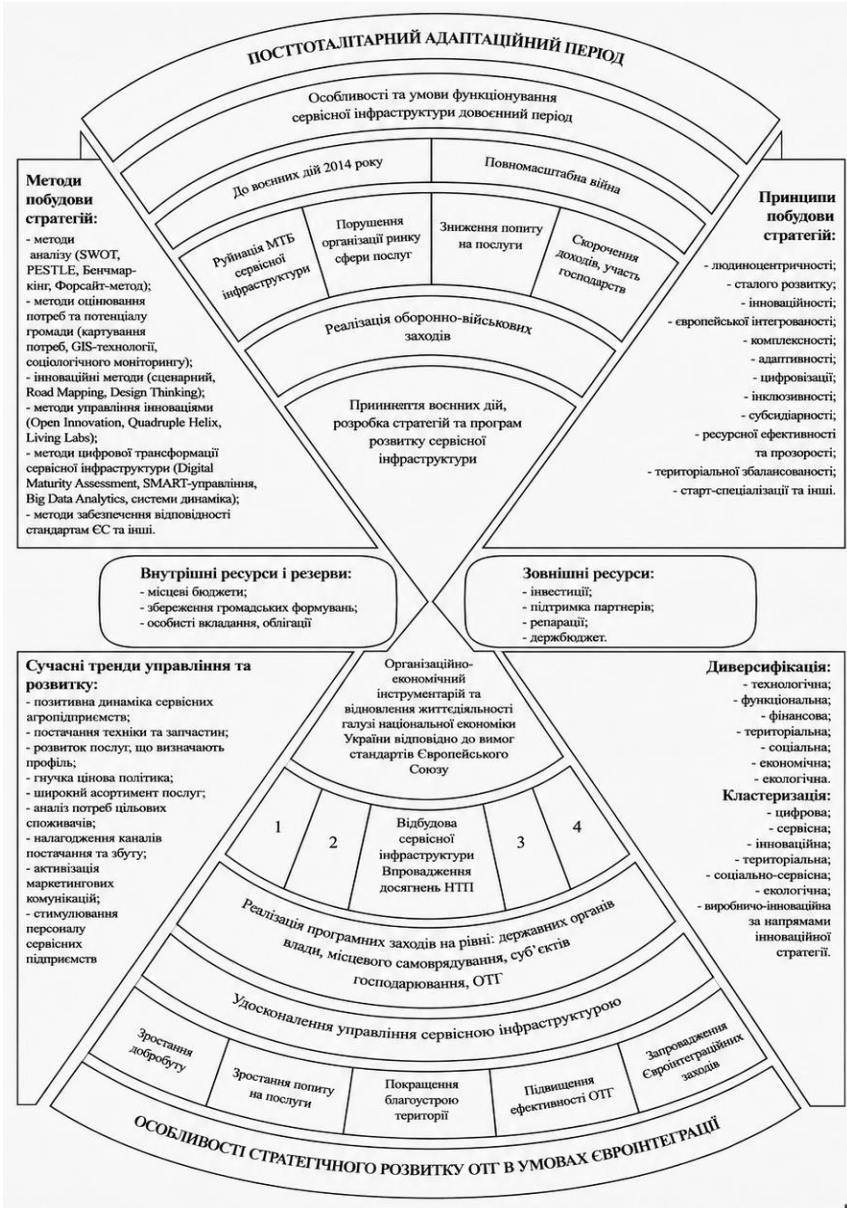 ПОСТТОТАЛІТАРНИЙ АДАПТАЦІЙНИЙ ПЕРІОД
Особливості та умови функціонування
сервісної інфраструктури довоєнний період
До воєнних дій 2014 року
Повномасштабна війна
Руйнація МТБ
сервісної
інфраструктури
Порушення
організації ринку
сфери послуг
Зниження попиту
на послуги
Скорочення
доходів, участь
господарств
Реалізація оборонно-військових
заходів
воєнних дій,
розробка стратегій та програм
розвитку сервісної
інфраструктури
Методи
побудови
стратегій:
- методи
аналізу (SWOT,
PESTLE, Бенчмар-
кінг, Форсайт-метод);
- методи оцінювання
потреб та потенціалу
громади (картування
потреб, GIS-технології,
соціологічного моніторингу);
- інноваційні методи (сценарний,
Road Mapping, Design Thinking);
- методи управління інноваціями
(Open Innovation, Quadruple Helix,
Living Labs);
- методи цифрової трансформації
сервісної інфраструктури (Digital
Maturity Assessment, SMART-управління,
Big Data Analytics, системи динаміка);
- методи забезпечення відповідності
стандартам ЄС та інші.
Принципи
побудови
стратегій:
- людиноцентричності;
- сталого розвитку;
- інноваційності;
- європейської інтегрованості;
- комплексності;
- адаптивності;
- цифровізації;
- інклюзивності;
- субсидіарності;
- ресурсної ефективності
та прозорості;
- територіальної збалансованості;
- старт-спеціалізації та інші.
Внутрішні ресурси і резерви:
- місцеві бюджети;
- збереження громадських формувань;
- особисті вкладання, облігації
Зовнішні ресурси:
- інвестиції;
- підтримка партнерів;
- репарації;
- держбюджет.
Сучасні тренди управління та
розвитку:
- позитивна динаміка сервісних
агропідприємств;
- постачання техніки та запчастин;
- розвиток послуг, що визначають
профіль;
- гнучка цінова політика;
- широкий асортимент послуг;
- аналіз потреб цільових
споживачів;
- налагодження каналів
постачання та збуту;
- активізація
маркетингових
комунікацій;
- стимулювання
персоналу
сервісних
підприємств
Організаційно-
економічний
інструментарій та
відновлення життєдіяльності
галузі національної економіки
України відповідно до вимог
стандартів Європейського
Союзу
Диверсифікація:
- технологічна;
- функціональна;
- фінансова;
- територіальна;
- соціальна;
- економічна;
- екологічна.
Кластеризація:
- цифрова;
- сервісна;
- інноваційна;
- територіальна;
- соціально-сервісна;
- екологічна;
- виробничо-інноваційна
за напрямами
інноваційної
стратегії.
1
2
Відбудова
сервісної
інфраструктури
Впровадження
досягнень НТП
3
4
Реалізація програмних заходів на рівні: державних органів
влади, місцевого самоврядування, суб’єктів
господарювання, ОТГ
Удосконалення управління сервісною інфраструктурою
Зростання
добробуту
Зростання попиту
на послуги
Покращення
благоустрою
території
Підвищення
ефективності ОТГ
Запровадження
Євроінтеграційних
заходів
ОСОБЛИВОСТІ СТРАТЕГІЧНОГО РОЗВИТКУ ОТГ В УМОВАХ ЄВРОІНТЕГРАЦІЇ